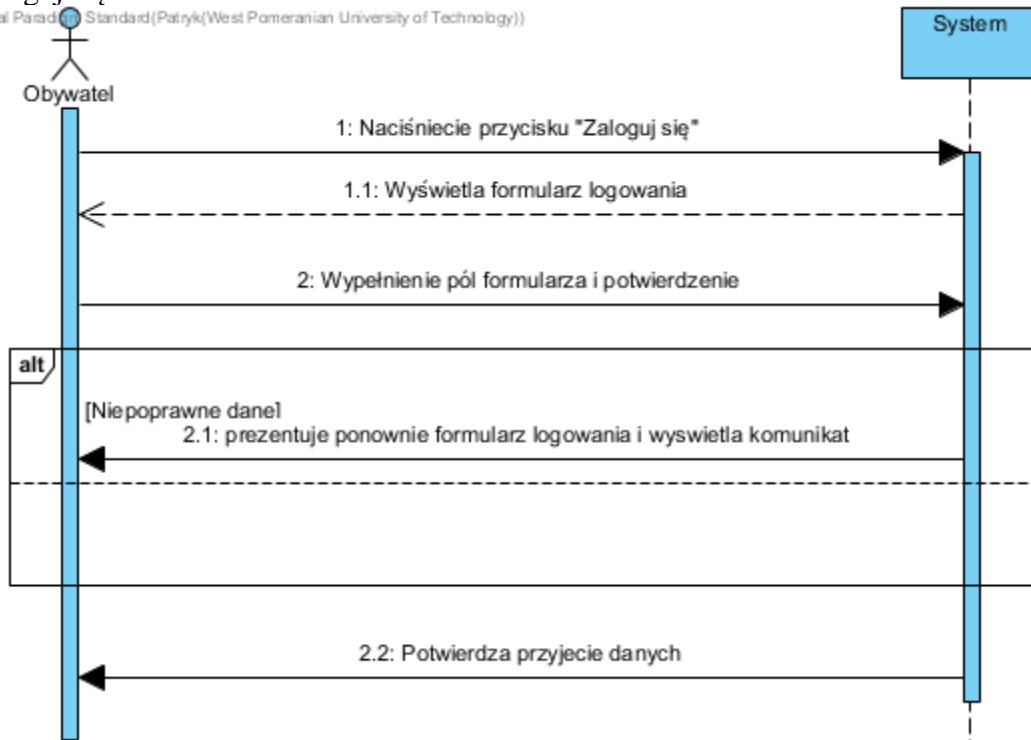 al Paradigm Standard(Patryk(West Pomeranian University of Technology))
System
Obywatel
1: Naciśniecie przycisku "Zaloguj się"
1.1: Wyświetla formularz logowania
2: Wypełnienie pól formularza i potwierdzenie
alt
[Niepoprawne dane]
2.1: prezentuje ponownie formularz logowania i wyswietla komunikat
2.2: Potwierdza przyjecie danych